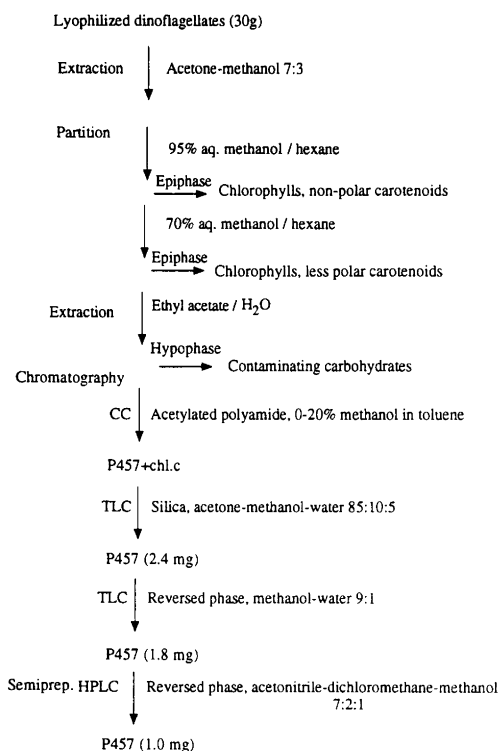 Lyophilized dinoflagellates (30g)
Extraction Acetone-methanol 7:3
Partition
95% aq. methanol / hexane
Epiphase Chlorophylls, non-polar carotenoids
70% aq. methanol / hexane
Epiphase Chlorophylls, less polar carotenoids
Extraction Ethyl acetate / H₂O
Hypophase Contaminating carbohydrates
Chromatography
CC Acetylated polyamide, 0-20% methanol in toluene
P457+chl.c
TLC Silica, acetone-methanol-water 85:10:5
P457 (2.4 mg)
TLC Reversed phase, methanol-water 9:1
P457 (1.8 mg)
Semiprep. HPLC Reversed phase, acetonitrile-dichloromethane-methanol
7:2:1
P457 (1.0 mg)